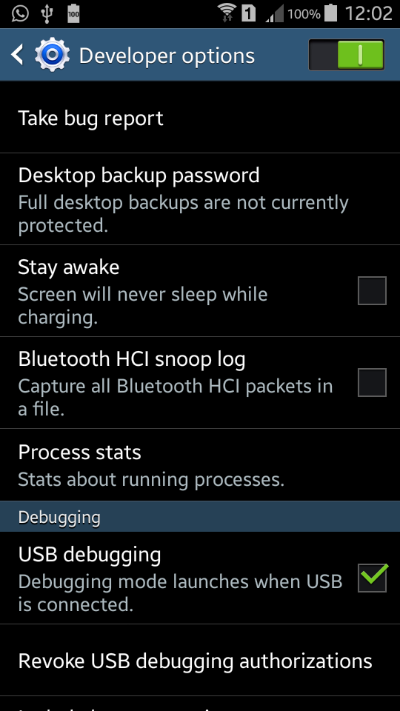 100
1
100%
12:02
Developer options
Take bug report
Desktop backup password
Full desktop backups are not currently
protected.
Stay awake
Screen will never sleep while
charging.
Bluetooth HCI snoop log
Capture all Bluetooth HCI packets in
a file.
Process stats
Stats about running processes.
Debugging
USB debugging
Debugging mode launches when USB
is connected.
Revoke USB debugging authorizations